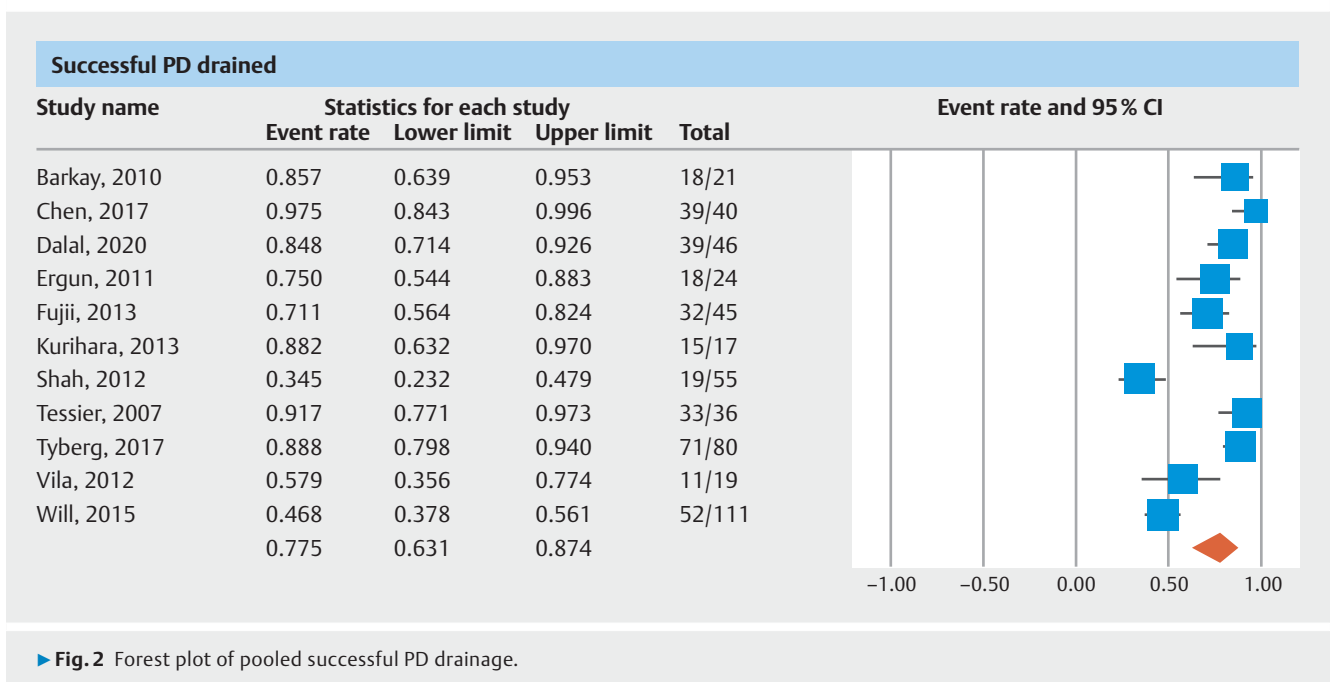 Successful PD drained
Study name Statistics for each study Event rate and 95 % CI
Event rate Lower limit Upper limit Total
Barkay, 2010 0.857 0.639 0.953 18/21
Chen, 2017 0.975 0.843 0.996 39/40
Dalal, 2020 0.848 0.714 0.926 39/46
Ergun, 2011 0.750 0.544 0.883 18/24
Fujii, 2013 0.711 0.564 0.824 32/45
Kurihara, 2013 0.882 0.632 0.970 15/17
Shah, 2012 0.345 0.232 0.479 19/55
Tessier, 2007 0.917 0.771 0.973 33/36
Tyberg, 2017 0.888 0.798 0.940 71/80
Vila, 2012 0.579 0.356 0.774 11/19
Will, 2015 0.468 0.378 0.561 52/111
0.775 0.631 0.874
−1.00 −0.50 0.00 0.50 1.00
▶ Fig. 2 Forest plot of pooled successful PD drainage.